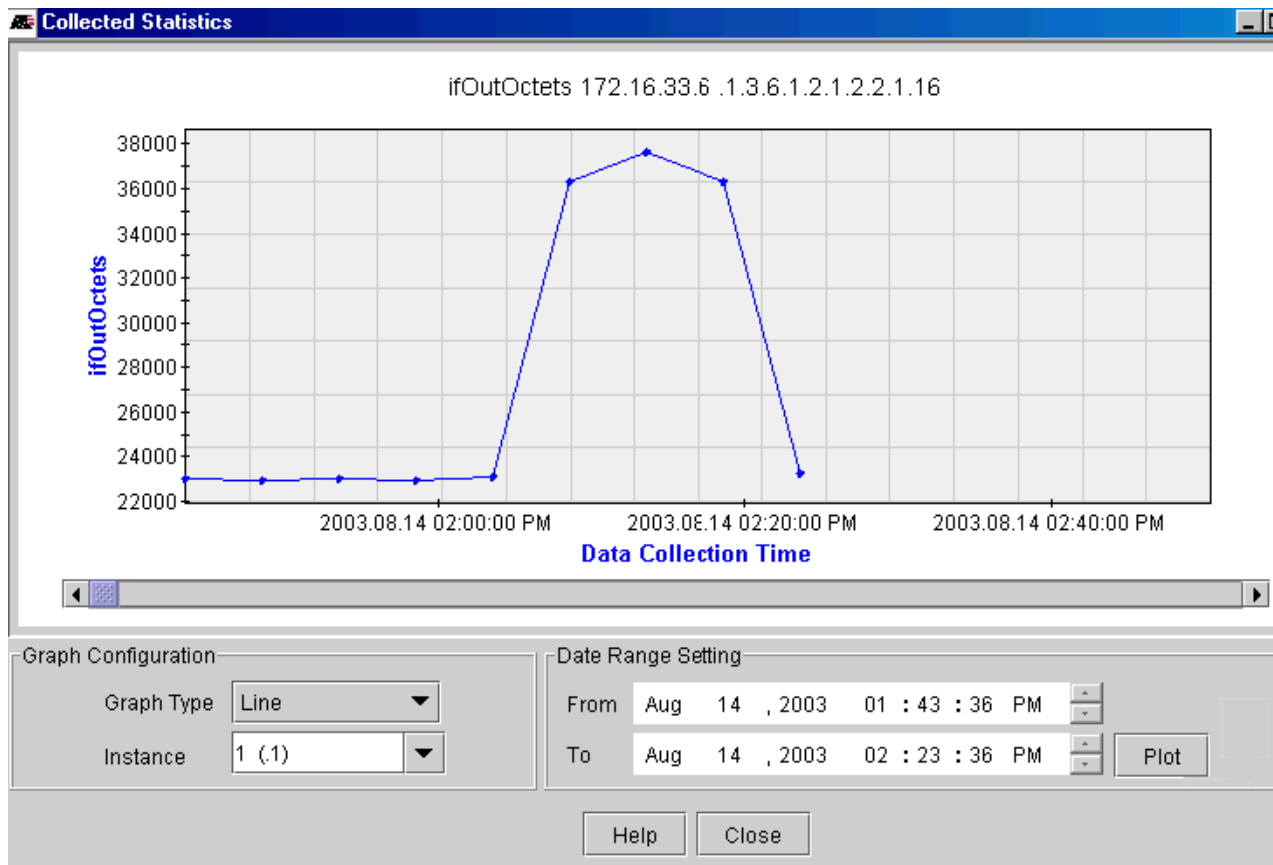 Collected Statistics
ifOutOctets 172.16.33.6 .1.3.6.1.2.1.2.2.1.16
38000
36000
34000
32000
30000
28000
26000
24000
22000
ifOutOctets
2003.08.14 02:00:00 PM
2003.08.14 02:20:00 PM
2003.08.14 02:40:00 PM
Data Collection Time
Graph Configuration
Graph Type Line
Instance 1 (.1)
Date Range Setting
From Aug 14 , 2003 01 : 43 : 36 PM
To Aug 14 , 2003 02 : 23 : 36 PM
Plot
Help
Close